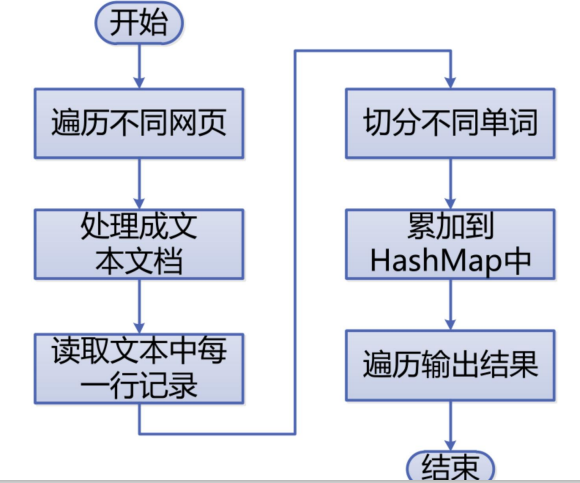 开始
遍历不同网页
处理成文
本文档
读取文本中每
一行记录
切分不同单词
累加到
HashMap中
遍历输出结果
结束